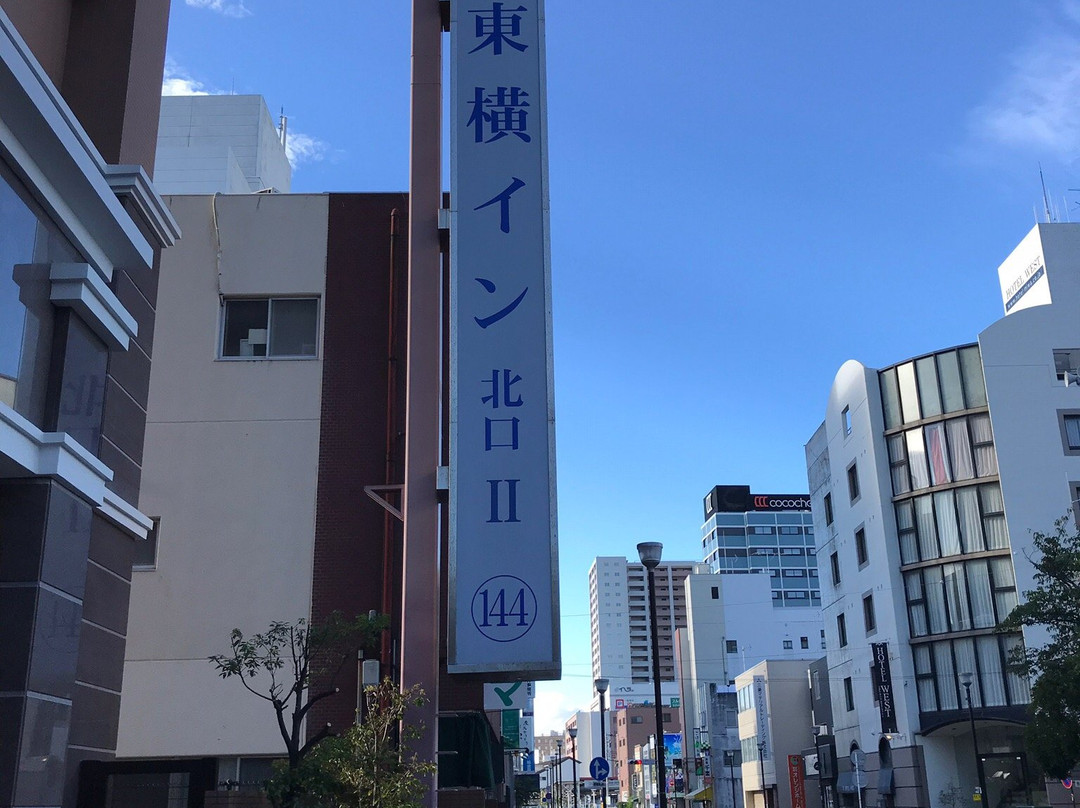 東横イン
北口 II
144
HOTEL WEST
cocoche
HOTEL WEST